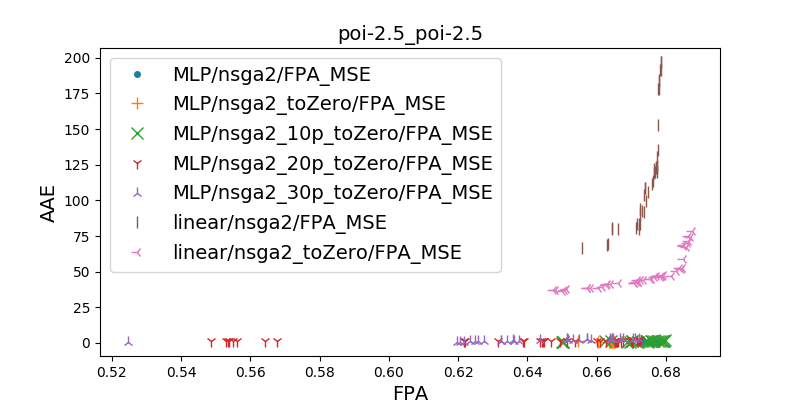 poi-2.5_poi-2.5
200
175
150
125
100
75
50
25
0
AAE
MLP/nsga2/FPA_MSE
MLP/nsga2_toZero/FPA_MSE
MLP/nsga2_10p_toZero/FPA_MSE
MLP/nsga2_20p_toZero/FPA_MSE
MLP/nsga2_30p_toZero/FPA_MSE
linear/nsga2/FPA_MSE
linear/nsga2_toZero/FPA_MSE
0.52 0.54 0.56 0.58 0.60 0.62 0.64 0.66 0.68
FPA